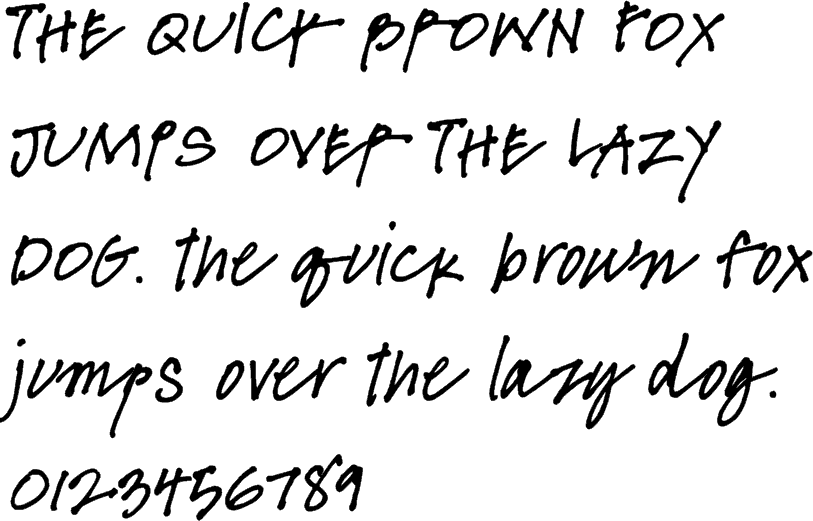 THE QUICK BROWN FOX
JUMPS OVER THE LAZY
DOG. the quick brown fox
jumps over the lazy dog.
0123456789